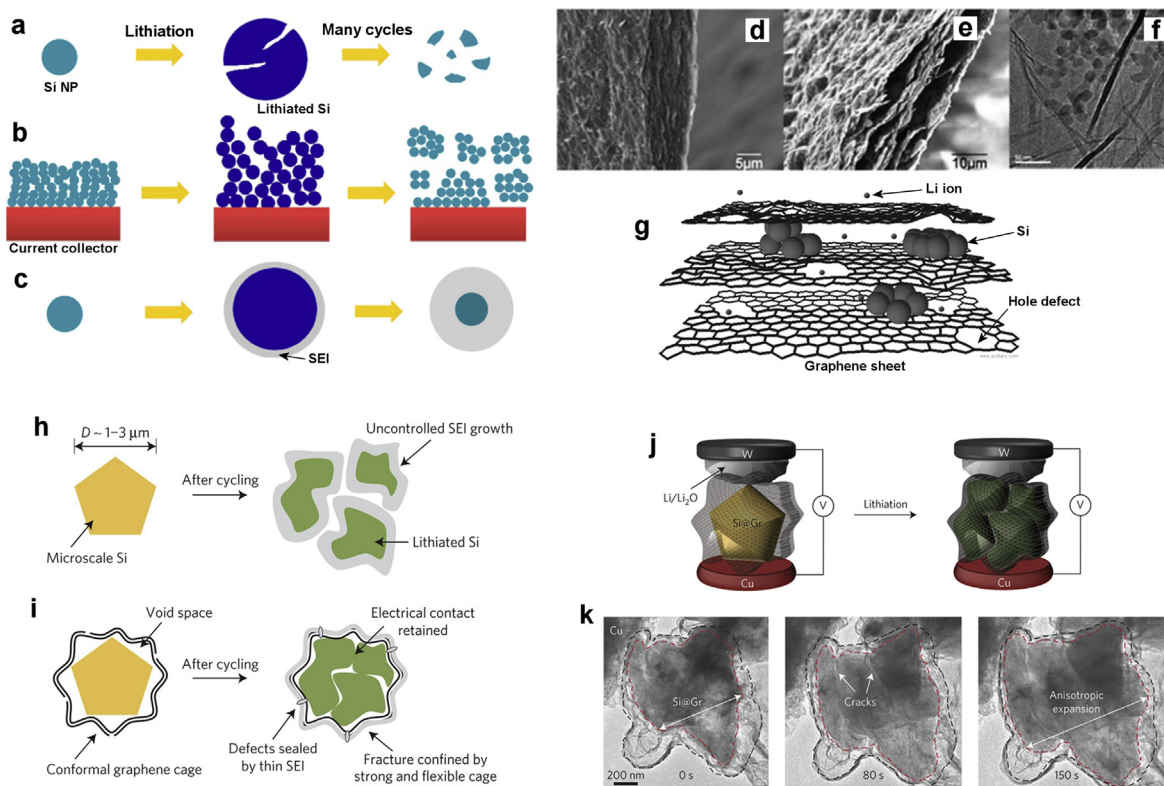 a
Lithiation
Many cycles
Si NP
Lithiated Si
b
Current collector
c
SEI
d
5µm
e
10µm
f
g
Li ion
Si
Hole defect
Graphene sheet
h
D ~ 1–3 µm
After cycling
Microscale Si
Uncontrolled SEI growth
Lithiated Si
i
Void space
After cycling
Conformal graphene cage
Electrical contact
retained
Defects sealed
by thin SEI
Fracture confined by
strong and flexible cage
j
W
Li/Li₂O
Si@Gr
Cu
V
Lithiation
W
Cu
V
k
Cu
Si@Gr
200 nm
0 s
Cracks
80 s
Anisotropic
expansion
150 s